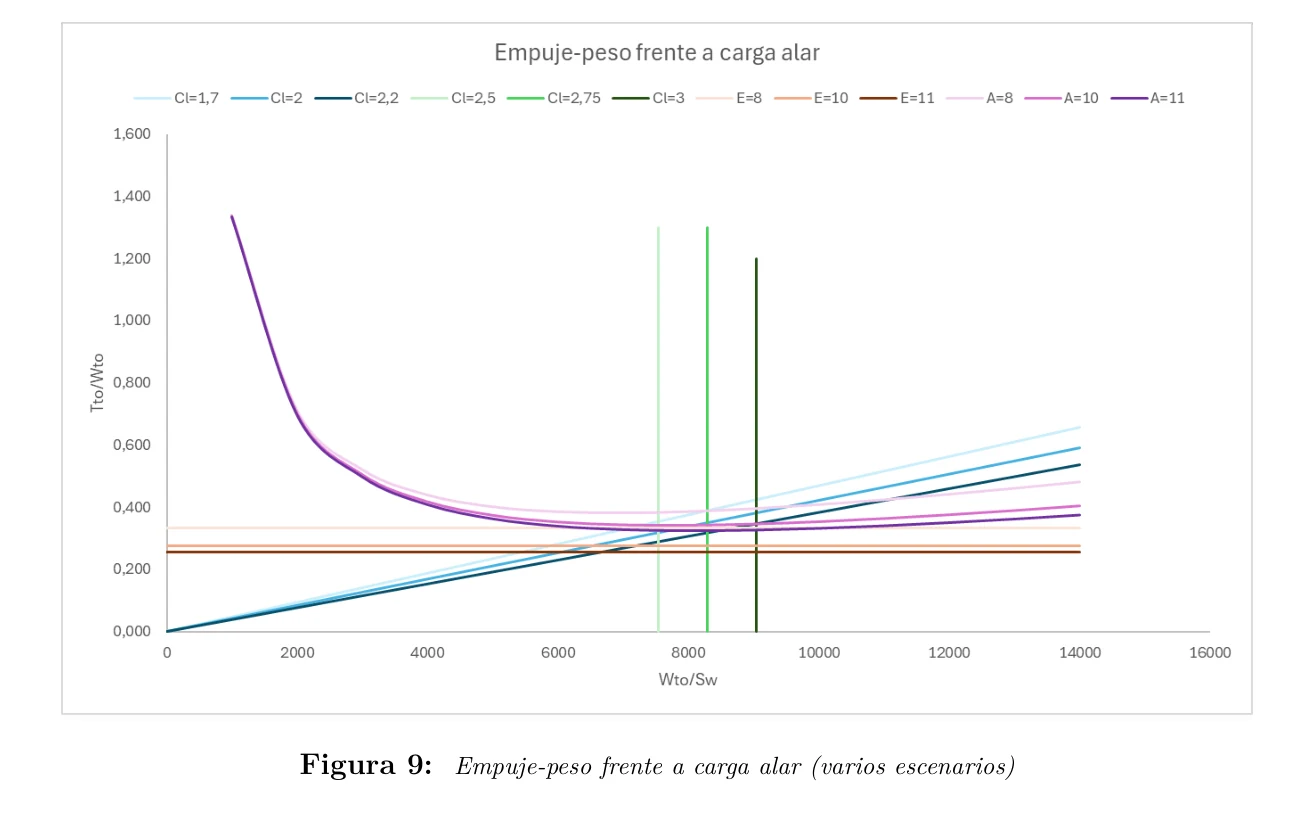 Empuje-peso frente a carga alar
Cl=1,7 Cl=2 Cl=2,2 Cl=2,5 Cl=2,75 Cl=3 E=8 E=10 E=11 A=8 A=10 A=11
1,600
1,400
1,200
1,000
0,800
0,600
0,400
0,200
0,000
Tto/Wto
0 2000 4000 6000 8000 10000 12000 14000 16000
Wto/Sw
Figura 9: Empuje-peso frente a carga alar (varios escenarios)